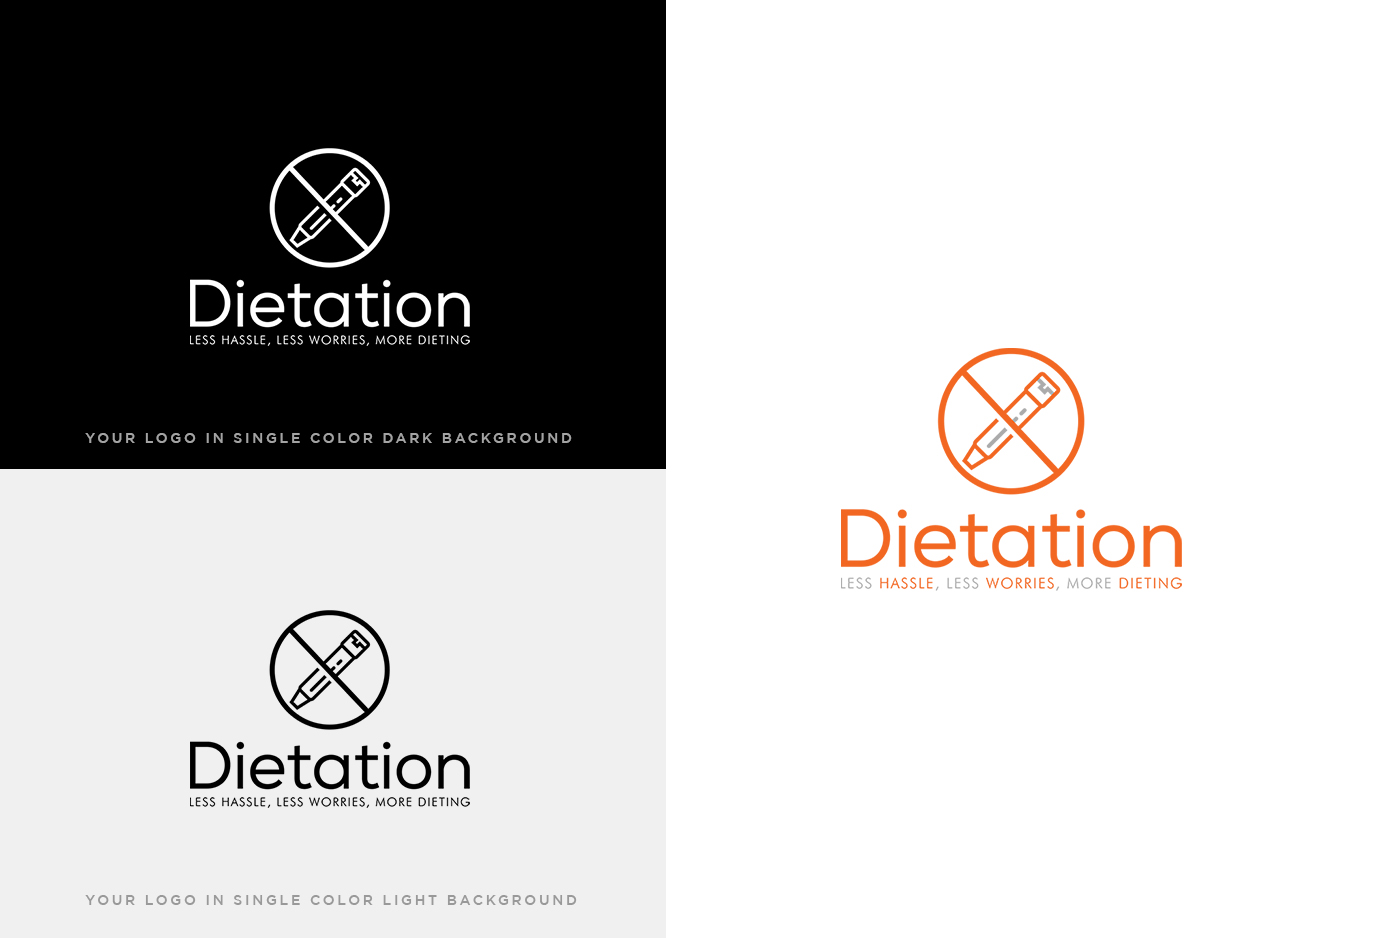 Dietation
LESS HASSLE, LESS WORRIES, MORE DIETING
YOUR LOGO IN SINGLE COLOR DARK BACKGROUND
Dietation
LESS HASSLE, LESS WORRIES, MORE DIETING
YOUR LOGO IN SINGLE COLOR LIGHT BACKGROUND
Dietation
LESS HASSLE, LESS WORRIES, MORE DIETING